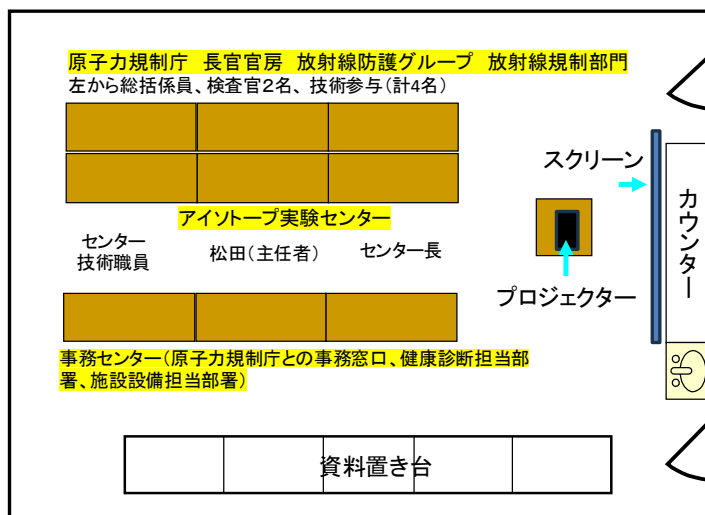 原子力規制庁 長官官房 放射線防護グループ 放射線規制部門
左から総括係員、検査官2名、技術参与(計4名)
スクリーン
カウンター
アイソトープ実験センター
センター
技術職員
松田(主任者)
センター長
プロジェクター
事務センター(原子力規制庁との事務窓口、健康診断担当部
署、施設設備担当部署)
資料置き台